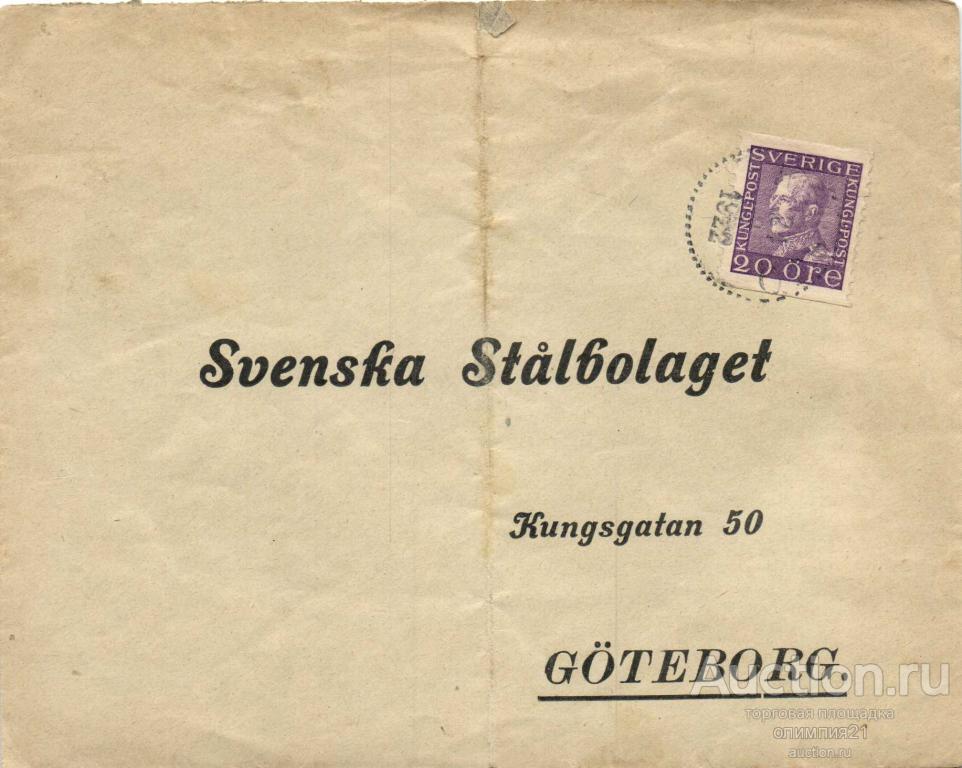 SVERIGE
KUNGL·POST
KUNGL·POST
20 öre
1922
Svenska Stålbolaget
Kungsgatan 50
GÖTEBORG.
Auction.ru
торговая площадка
олимпия21
auction.ru